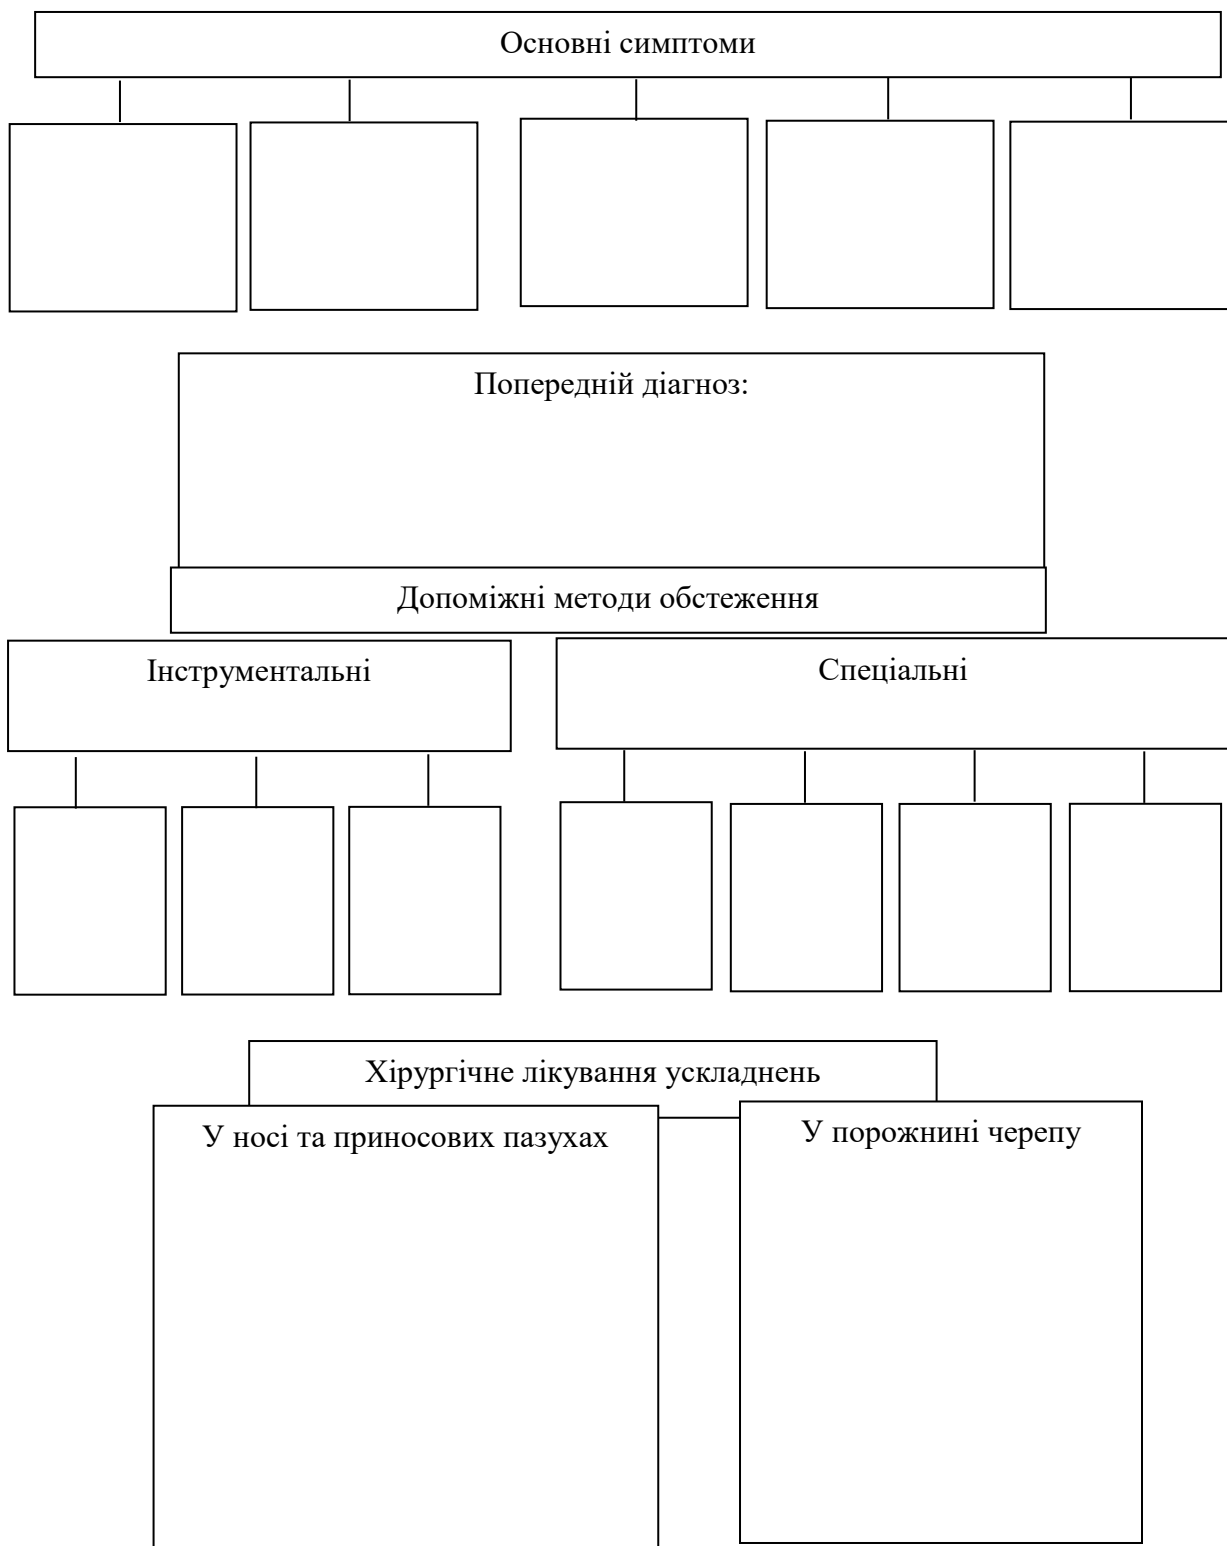 Основні симптоми
Попередній діагноз:
Допоміжні методи обстеження
Інструментальні
Спеціальні
Хірургічне лікування ускладнень
У носі та приносових пазухах
У порожнині черепу